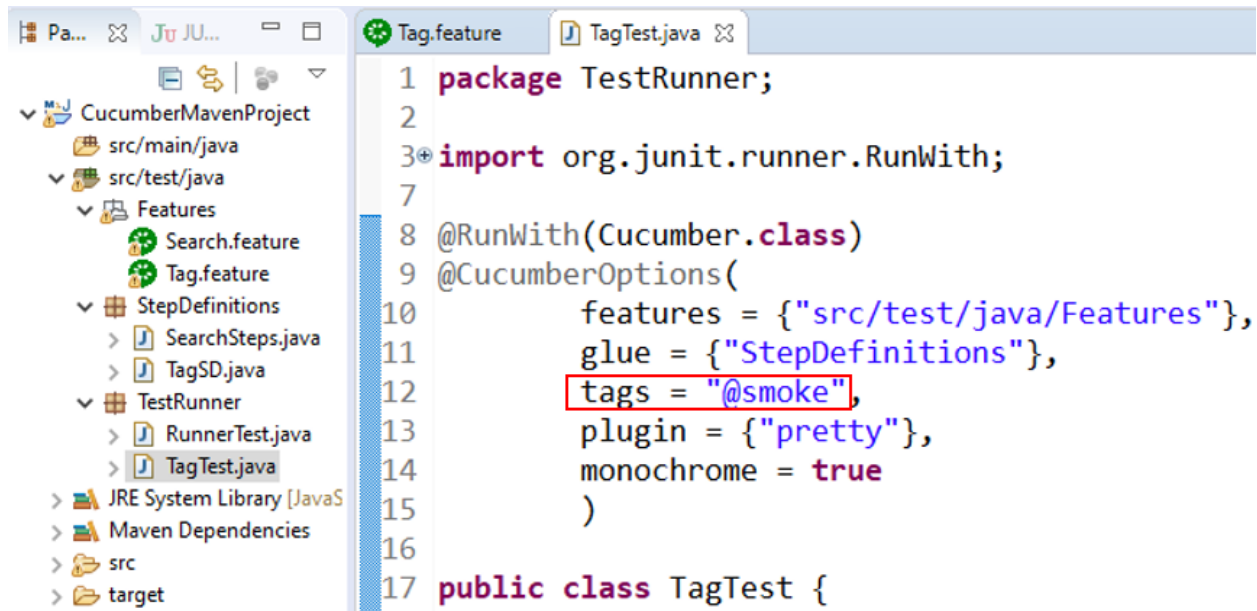 Pa...
JU JU...
CucumberMavenProject
src/main/java
src/test/java
Features
Search.feature
Tag.feature
StepDefinitions
SearchSteps.java
TagSD.java
TestRunner
RunnerTest.java
TagTest.java
JRE System Library [JavaS
Maven Dependencies
src
target
Tag.feature
TagTest.java
1 package TestRunner;
2
3 import org.junit.runner.RunWith;
7
8 @RunWith(Cucumber.class)
9 @CucumberOptions(
10 features = {"src/test/java/Features"},
11 glue = {"StepDefinitions"},
12 tags = "@smoke",
13 plugin = {"pretty"},
14 monochrome = true
15 )
16
17 public class TagTest {